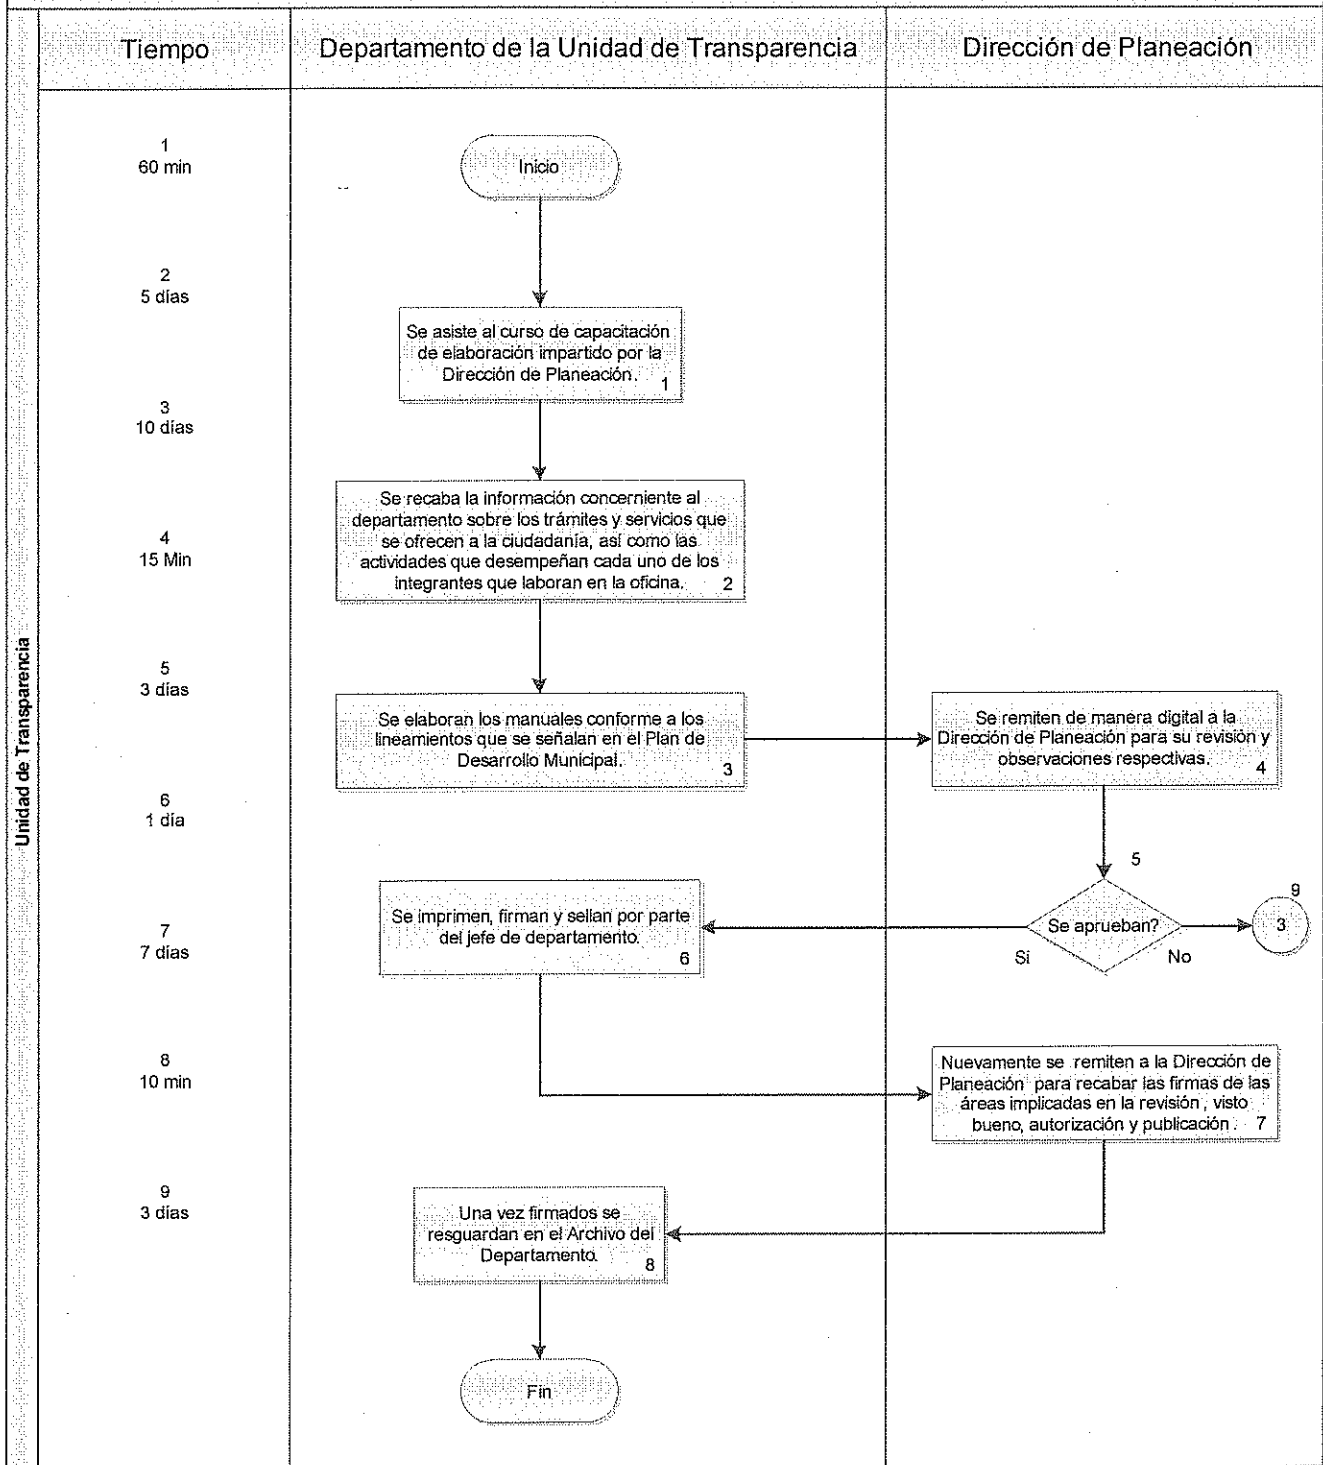 Tiempo
Departamento de la Unidad de Transparencia
Dirección de Planeación
Unidad de Transparencia
1
60 min
2
5 días
3
10 días
4
15 Min
5
3 días
6
1 día
7
7 días
8
10 min
9
3 días
Inicio
Se asiste al curso de capacitación
de elaboración impartido por la
Dirección de Planeación.
1
Se recaba la información concerniente al
departamento sobre los trámites y servicios que
se ofrecen a la ciudadanía, así como las
actividades que desempeñan cada uno de los
integrantes que laboran en la oficina.
2
Se elaboran los manuales conforme a los
lineamientos que se señalan en el Plan de
Desarrollo Municipal.
3
Se remiten de manera digital a la
Dirección de Planeación para su revisión y
observaciones respectivas.
4
5
Se aprueban?
Si
No
9
3
Se imprimen, firman y sellan por parte
del jefe de departamento.
6
Nuevamente se remiten a la Dirección de
Planeación para recabar las firmas de las
áreas implicadas en la revisión , visto
bueno, autorización y publicación .
7
Una vez firmados se
resguardan en el Archivo del
Departamento.
8
Fin